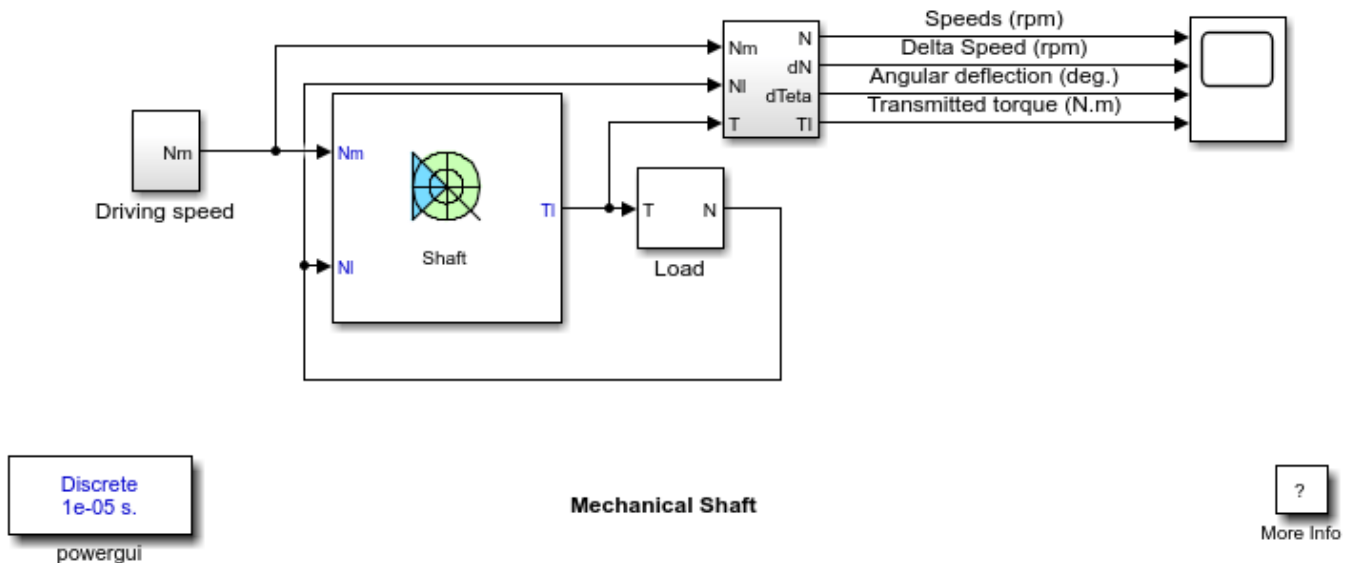 Speeds (rpm)
Delta Speed (rpm)
Angular deflection (deg.)
Transmitted torque (N.m)
Nm
Nl
T
N
dN
dTeta
Tl
Nm
Driving speed
Nm
Nl
Tl
Shaft
T
N
Load
Discrete
1e-05 s.
powergui
Mechanical Shaft
?
More Info